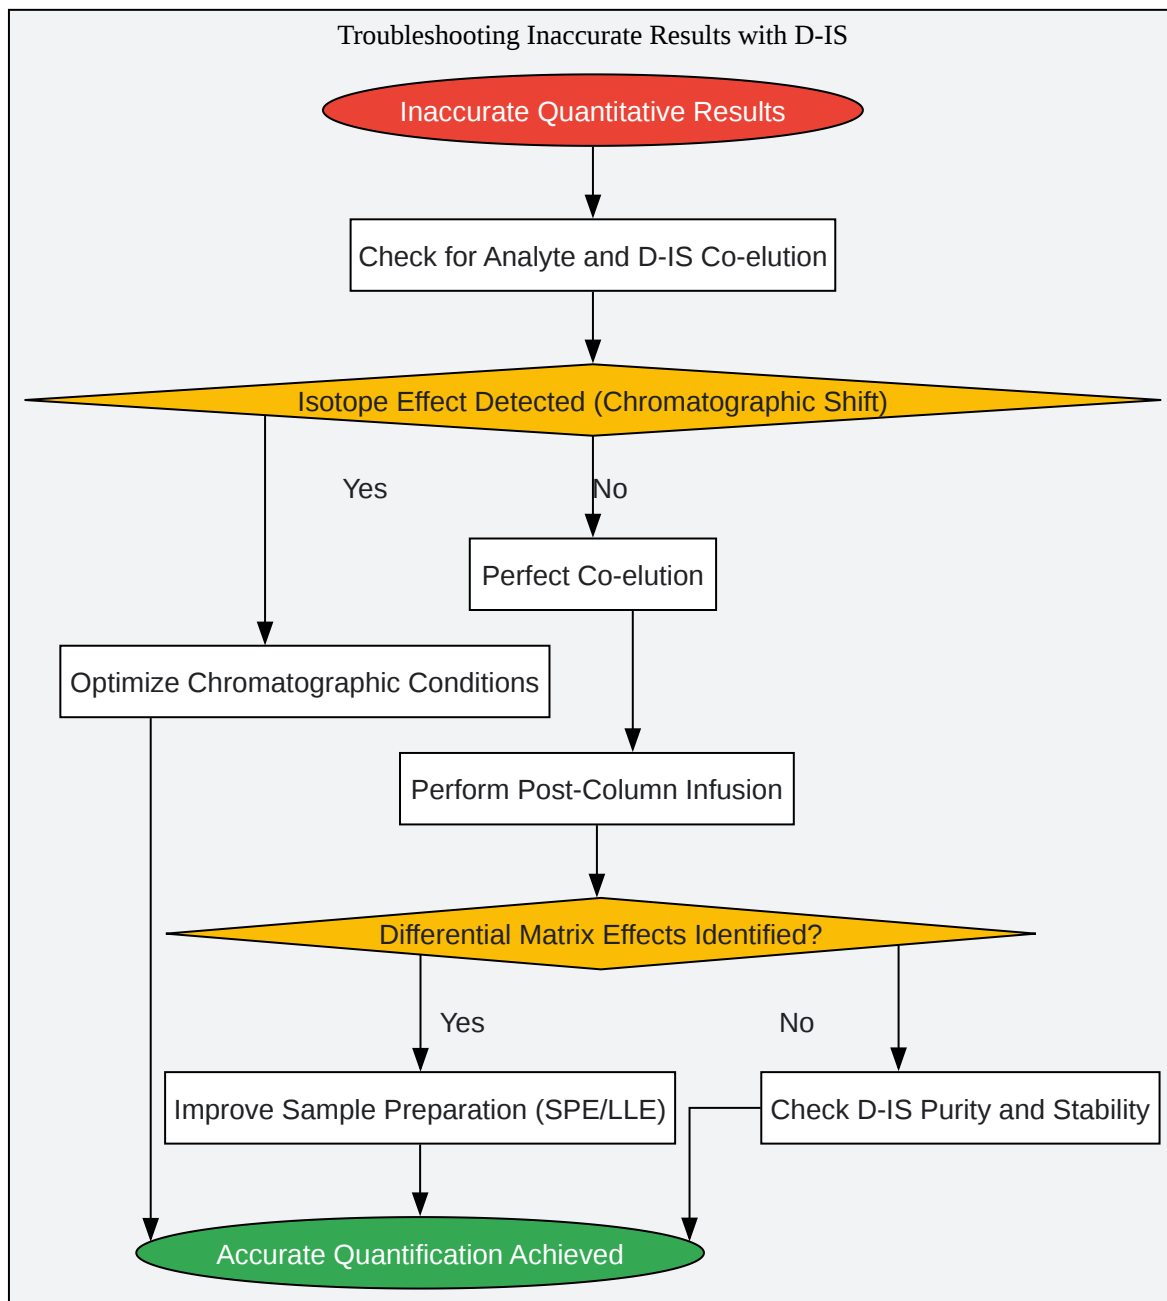 Troubleshooting Inaccurate Results with D-IS
Inaccurate Quantitative Results
Check for Analyte and D-IS Co-elution
Isotope Effect Detected (Chromatographic Shift)
Yes
No
Perfect Co-elution
Optimize Chromatographic Conditions
Perform Post-Column Infusion
Differential Matrix Effects Identified?
Yes
No
Improve Sample Preparation (SPE/LLE)
Check D-IS Purity and Stability
Accurate Quantification Achieved